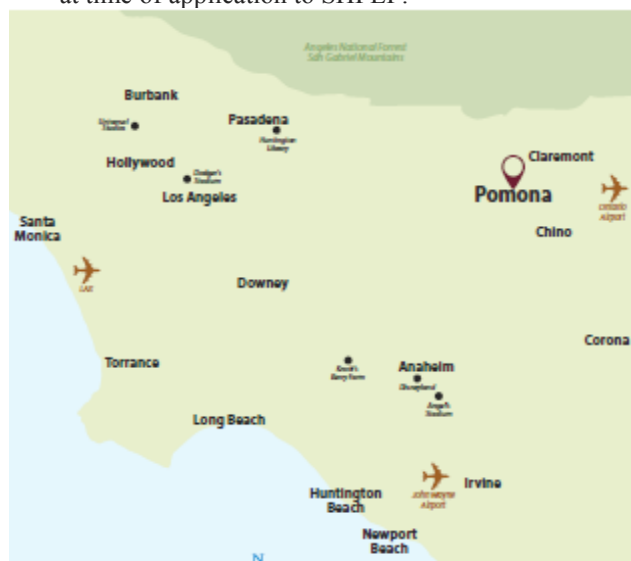 at time of application to SHPEP.
Angeles National Forest
San Gabriel Mountains
Burbank
Universal
Studios
Pasadena
Huntington
Library
Hollywood
Dodger's
Stadium
Los Angeles
Claremont
Pomona
Ontario
Airport
Santa
Monica
Chino
LAX
Downey
Corona
Torrance
Knott's
Berry Farm
Anaheim
Disneyland
Angel's
Stadium
Long Beach
John Wayne
Airport
Irvine
Huntington
Beach
Newport
Beach
N